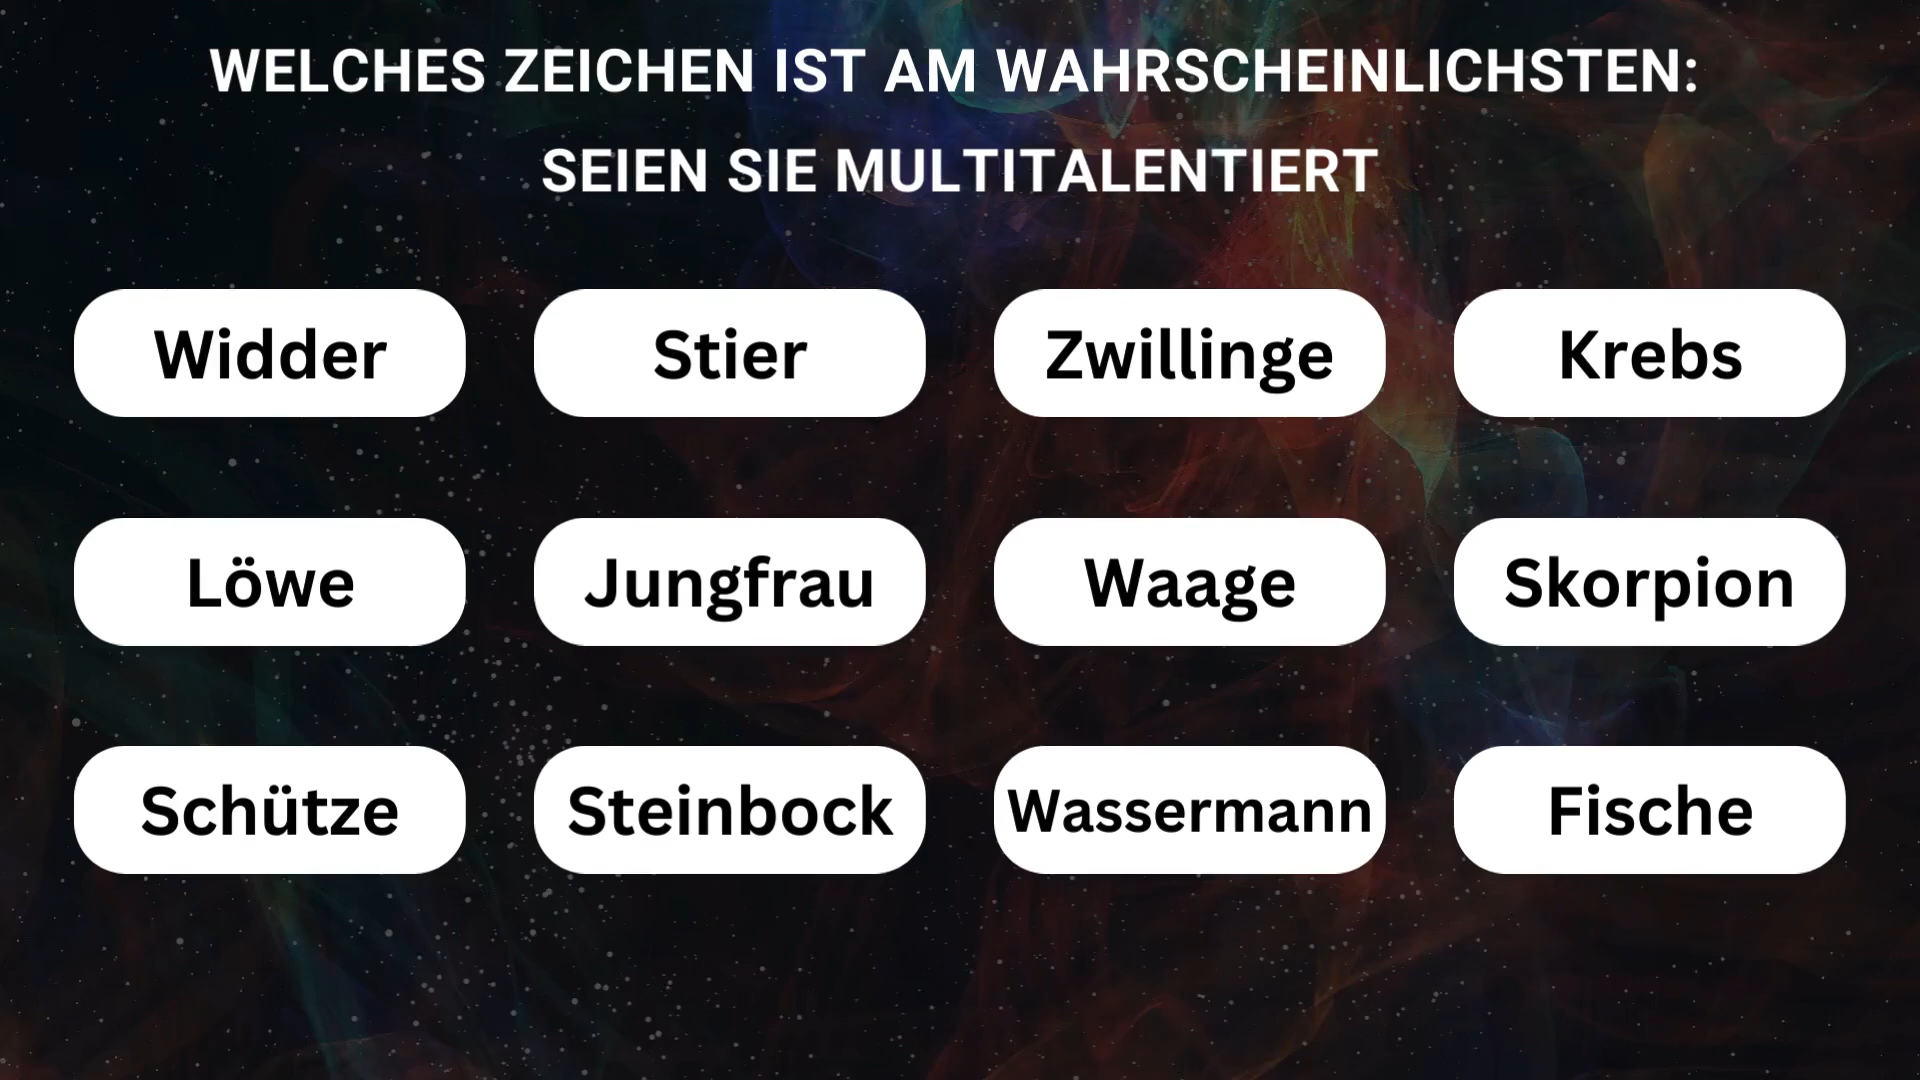 WELCHES ZEICHEN IST AM WAHRSCHEINLICHSTEN:
SEIEN SIE MULTITALENTIERT
Widder Stier Zwillinge Krebs
Löwe Jungfrau Waage Skorpion
Schütze Steinbock Wassermann Fische